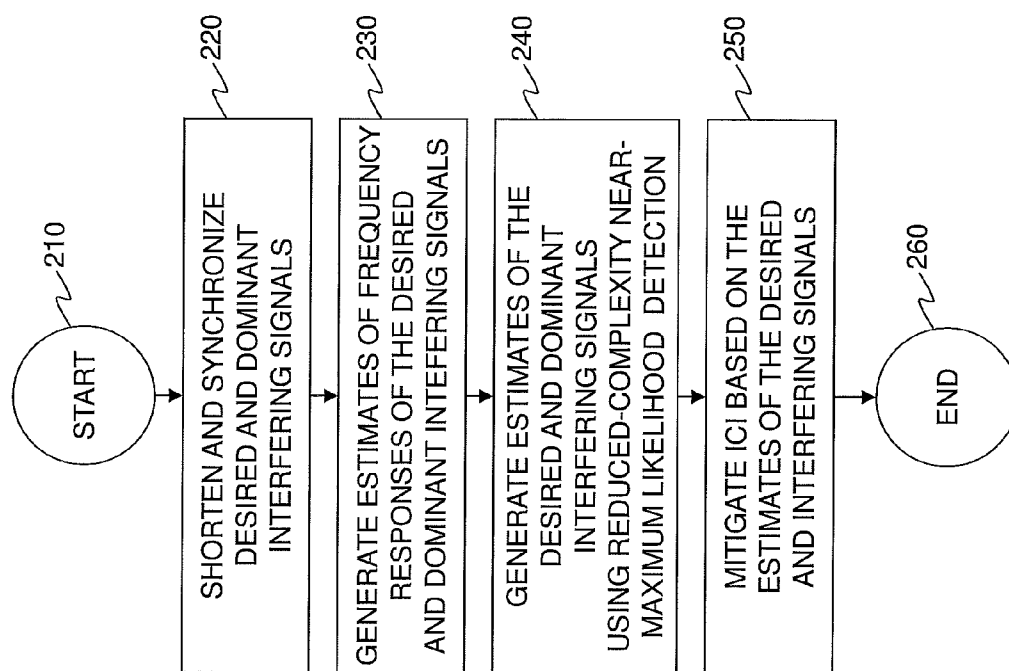 START
210
SHORTEN AND SYNCHRONIZE
DESIRED AND DOMINANT
INTERFERING SIGNALS
220
GENERATE ESTIMATES OF FREQUENCY
RESPONSES OF THE DESIRED
AND DOMINANT INTEFERING SIGNALS
230
GENERATE ESTIMATES OF THE
DESIRED AND DOMINANT
INTERFERING SIGNALS
USING REDUCED-COMPLEXITY NEAR-
MAXIMUM LIKELIHOOD DETECTION
240
MITIGATE ICI BASED ON THE
ESTIMATES OF THE DESIRED
AND INTERFERING SIGNALS
250
END
260